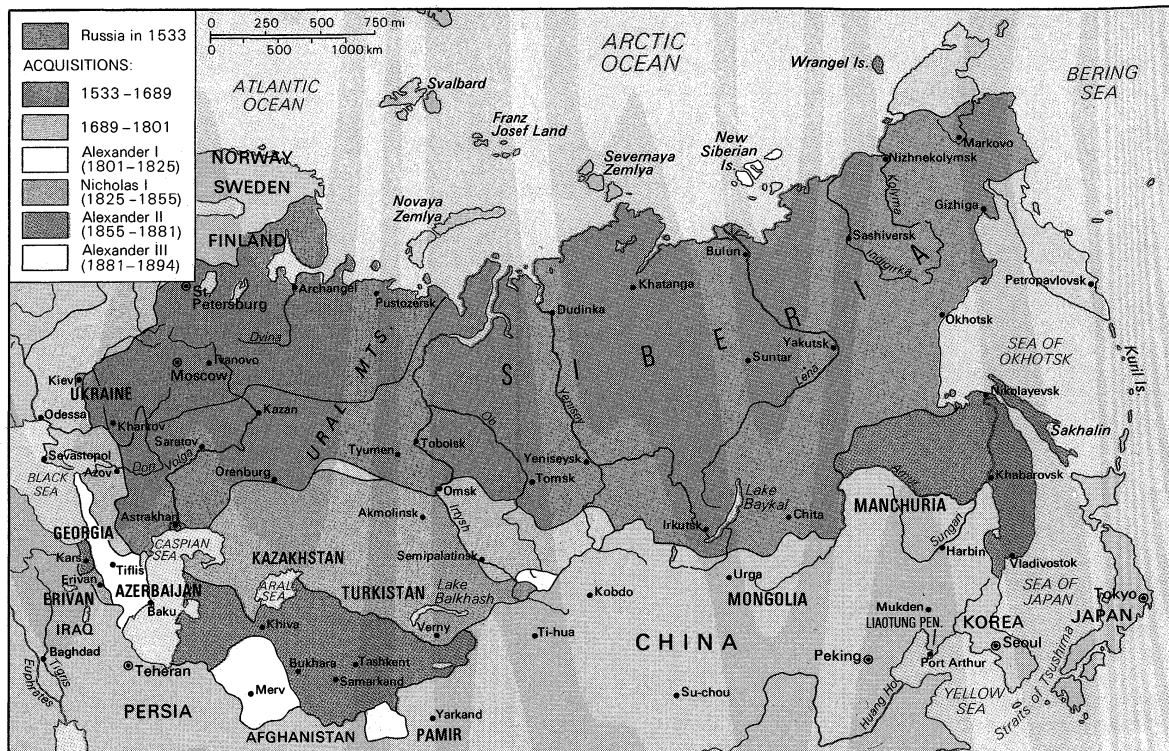 0 250 500 750 mi
0 500 1000 km
Russia in 1533
ACQUISITIONS:
1533–1689
1689–1801
Alexander I
(1801–1825)
Nicholas I
(1825–1855)
Alexander II
(1855–1881)
Alexander III
(1881–1894)
ARCTIC
OCEAN
ATLANTIC
OCEAN
BERING
SEA
Svalbard
Franz
Josef Land
Severnaya
Zemlya
New
Siberian
Is.
Wrangel Is.
Novaya
Zemlya
NORWAY
SWEDEN
FINLAND
Markovo
Nizhnekolymsk
Kolyma
Gizhiga
Sashiversk
Indigirka
Bulun
Khatanga
Petropavlovsk
St.
Petersburg
Archangel
Pustozersk
Dudinka
Okhotsk
Dvina
SIBERIA
Yakutsk
Suntar
Lena
SEA OF
OKHOTSK
Kuril Is.
Ivanovo
Moscow
URAL MTS
Kiev
UKRAINE
Odessa
Kharkov
Kazan
Ob
Yenisey
Nikolayevsk
Sakhalin
Saratov
Tobolsk
Tyumen
Sevastopol
Azov
Don
Volga
Orenburg
Yeniseysk
Tomsk
Omsk
BLACK
SEA
Amur
Khabarovsk
MANCHURIA
Lake
Baykal
Irtysh
Akmolinsk
Irkutsk
Chita
Astrakhan
GEORGIA
CASPIAN
SEA
KAZAKHSTAN
Semipalatinsk
Sungari
Harbin
Vladivostok
Kars
Tiflis
Erivan
ERIVAN
AZERBAIJAN
Baku
ARAL
SEA
TURKISTAN
Lake
Balkhash
Kobdo
Urga
MONGOLIA
SEA OF
JAPAN
Tokyo
JAPAN
IRAQ
Khiva
Verny
Ti-hua
CHINA
Mukden
LIAOTUNG PEN.
KOREA
Seoul
Baghdad
Tigris
Euphrates
Teheran
Bukhara
Tashkent
Samarkand
Peking
Port Arthur
Merv
Su-chou
Huang Ho
YELLOW
SEA
Straits of Tsushima
PERSIA
Yarkand
AFGHANISTAN
PAMIR